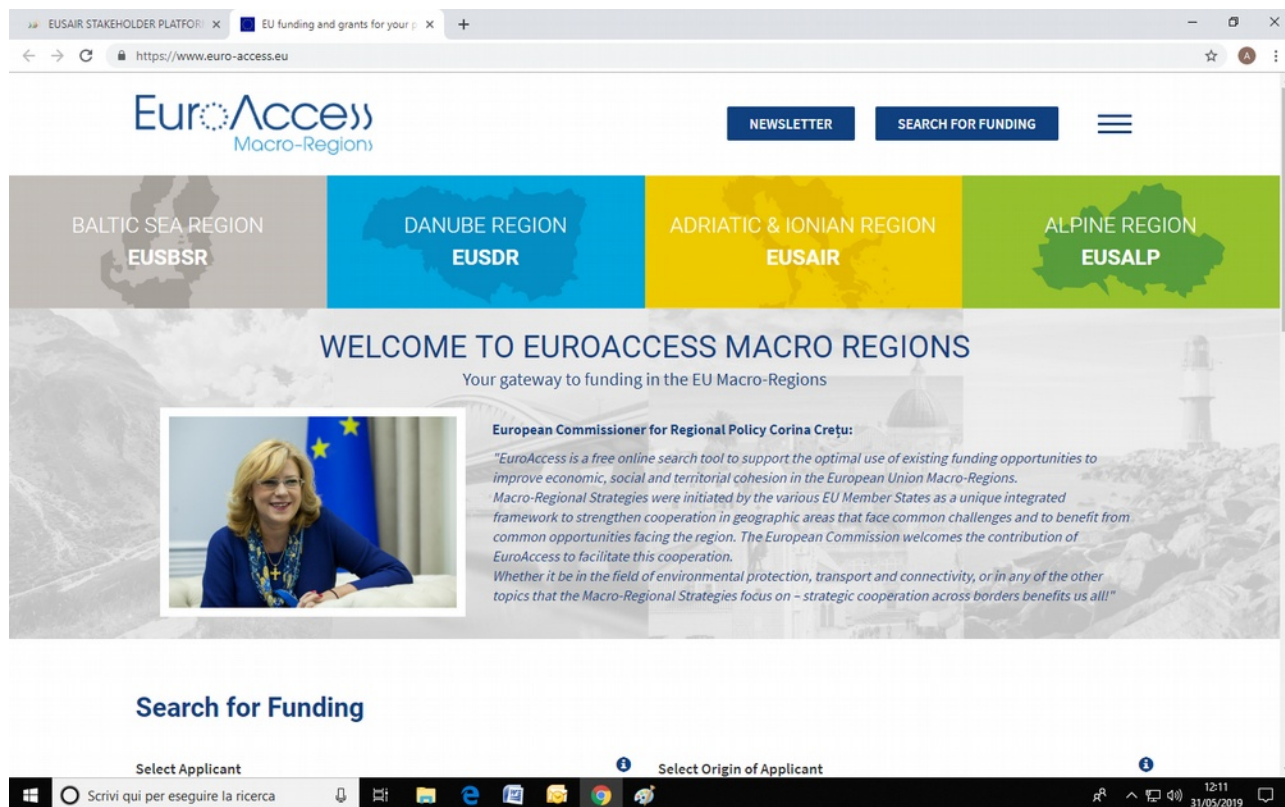 EUSAIR STAKEHOLDER PLATFOR
EU funding and grants for your p
https://www.euro-access.eu
A
EuroAccess
Macro-Regions
NEWSLETTER
SEARCH FOR FUNDING
BALTIC SEA REGION
EUSBSR
DANUBE REGION
EUSDR
ADRIATIC & IONIAN REGION
EUSAIR
ALPINE REGION
EUSALP
WELCOME TO EUROACCESS MACRO REGIONS
Your gateway to funding in the EU Macro-Regions
European Commissioner for Regional Policy Corina Crețu:
"EuroAccess is a free online search tool to support the optimal use of existing funding opportunities to
improve economic, social and territorial cohesion in the European Union Macro-Regions.
Macro-Regional Strategies were initiated by the various EU Member States as a unique integrated
framework to strengthen cooperation in geographic areas that face common challenges and to benefit from
common opportunities facing the region. The European Commission welcomes the contribution of
EuroAccess to facilitate this cooperation.
Whether it be in the field of environmental protection, transport and connectivity, or in any of the other
topics that the Macro-Regional Strategies focus on – strategic cooperation across borders benefits us all!"
Search for Funding
Select Applicant
Select Origin of Applicant
Scrivi qui per eseguire la ricerca
12:11
31/05/2019